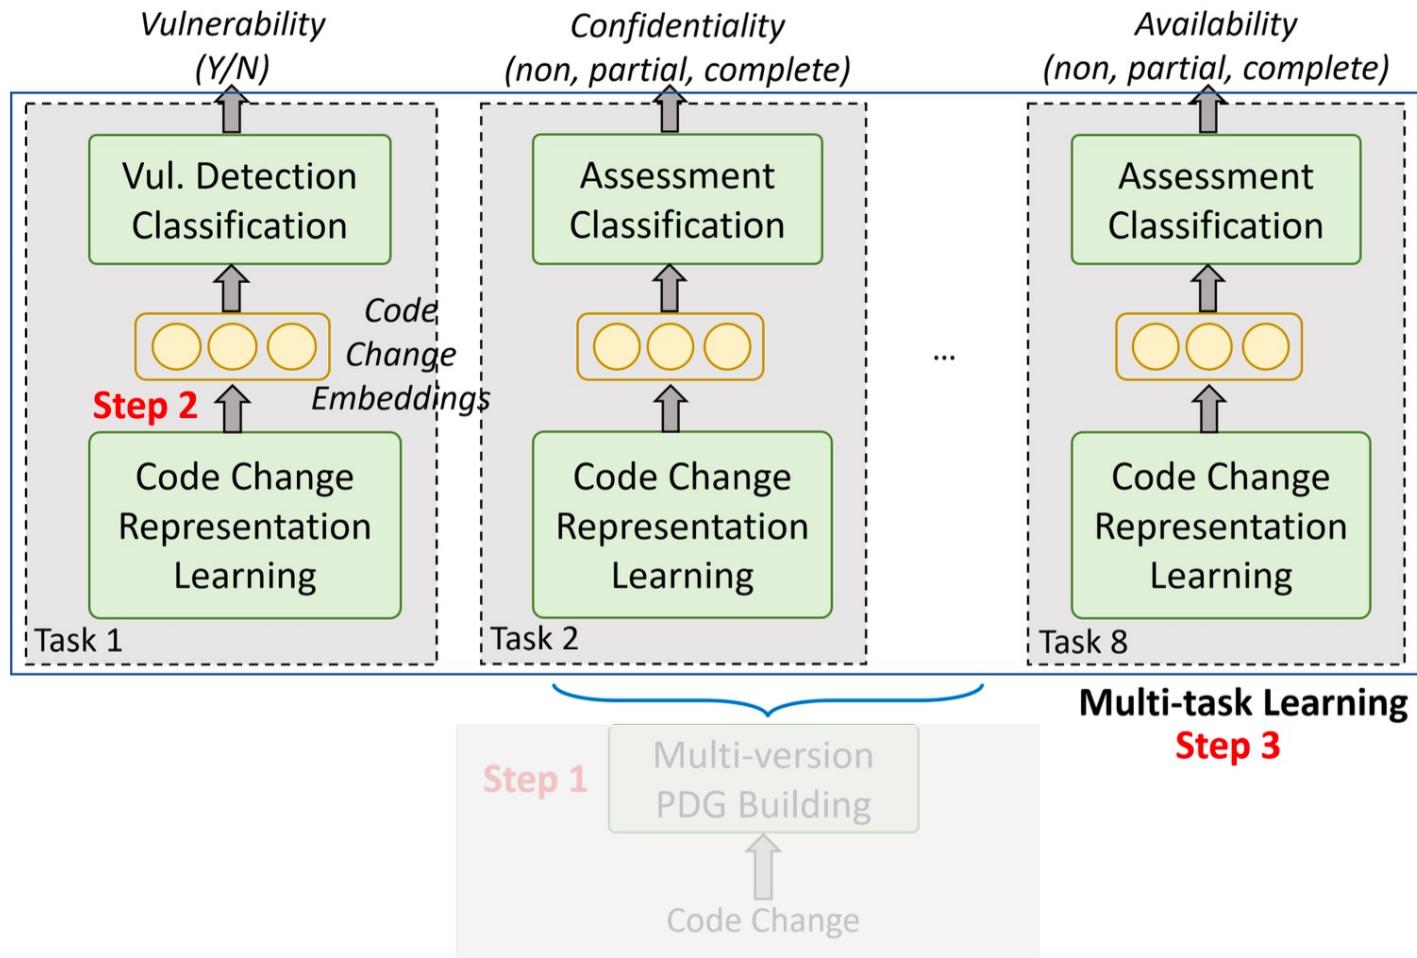 Vulnerability
(Y/N)
Confidentiality
(non, partial, complete)
Availability
(non, partial, complete)
Vul. Detection
Classification
Assessment
Classification
Assessment
Classification
Code
Change
Embeddings
...
Step 2
Code Change
Representation
Learning
Code Change
Representation
Learning
Code Change
Representation
Learning
Task 1
Task 2
Task 8
Multi-task Learning
Step 3
Step 1
Multi-version
PDG Building
Code Change